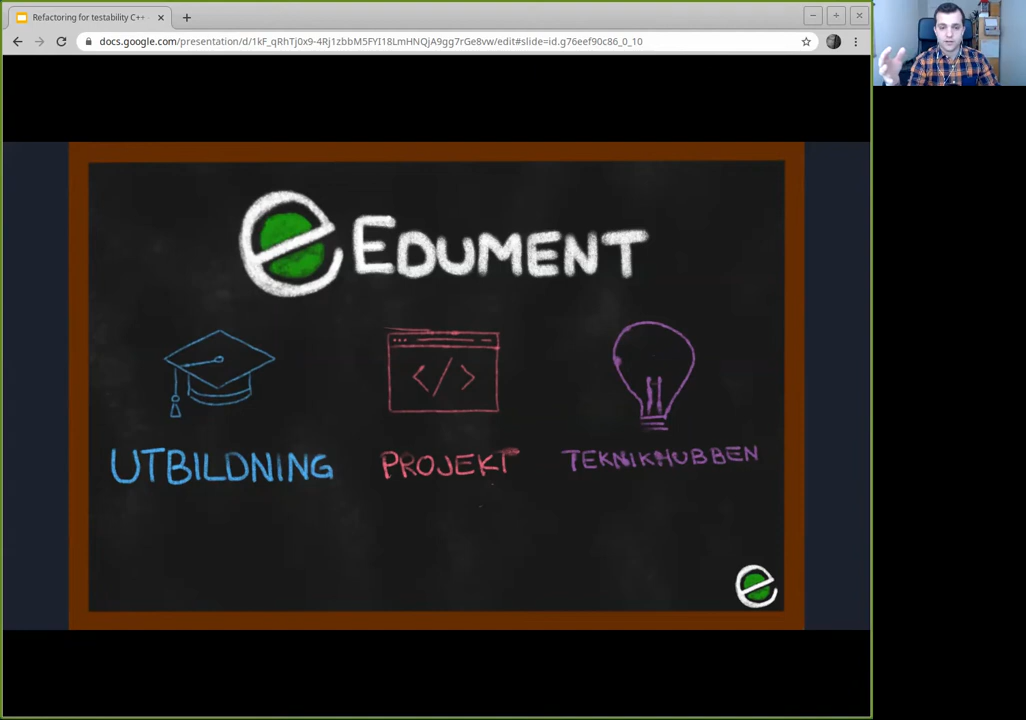 Refactoring for testability C++ -
docs.google.com/presentation/d/1kF_qRhTj0x9-4Rj1zbbM5FYI18LmHNQjA9gg7rGe8vw/edit#slide=id.g76eef90c86_0_10
e EDUMENT
</>
UTBILDNING
PROJEKT
TEKNIKHUBBEN
e